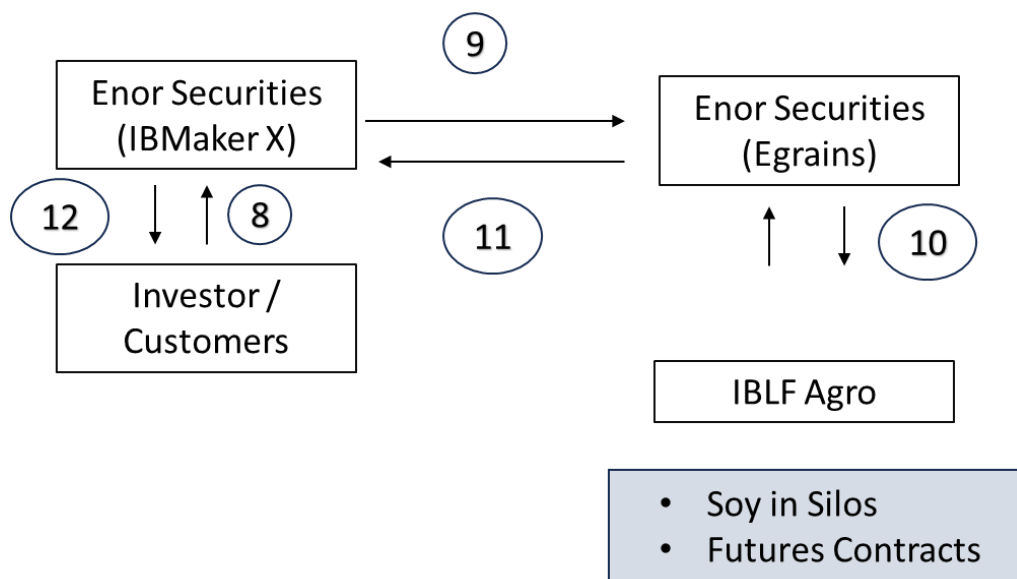 9
Enor Securities
(IBMaker X)
Enor Securities
(Egrains)
12
8
11
10
Investor /
Customers
IBLF Agro
• Soy in Silos
• Futures Contracts